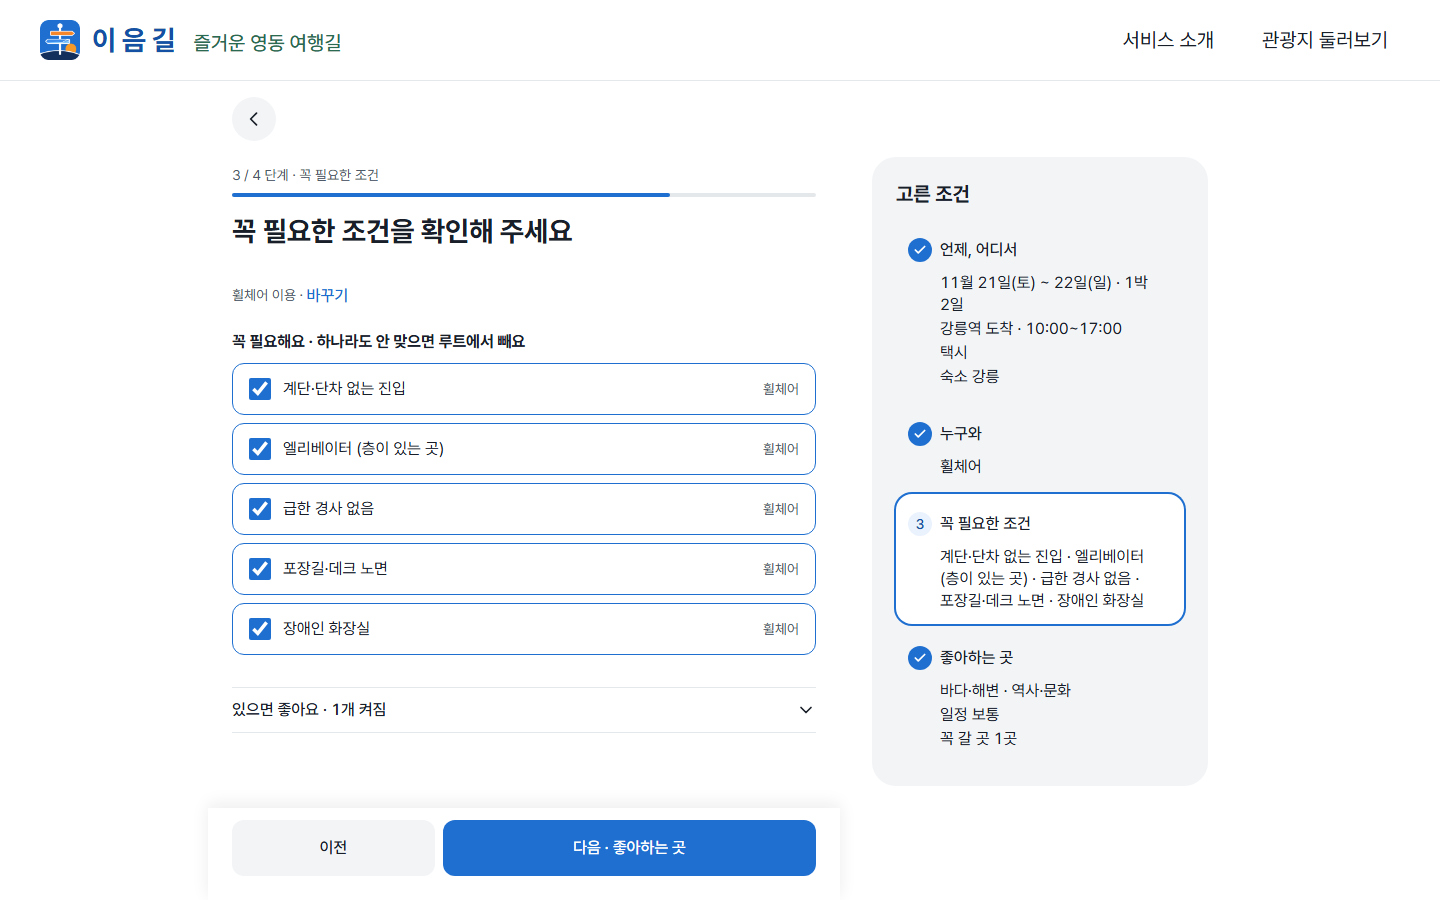 이음길 즐거운 영동 여행길
서비스 소개 관광지 둘러보기
3 / 4 단계 · 꼭 필요한 조건
꼭 필요한 조건을 확인해 주세요
휠체어 이용 · 바꾸기
꼭 필요해요 · 하나라도 안 맞으면 루트에서 빼요
계단·단차 없는 진입 휠체어
엘리베이터 (층이 있는 곳) 휠체어
급한 경사 없음 휠체어
포장길·데크 노면 휠체어
장애인 화장실 휠체어
있으면 좋아요 · 1개 켜짐
이전
다음 · 좋아하는 곳
고른 조건
언제, 어디서
11월 21일(토) ~ 22일(일) · 1박
2일
강릉역 도착 · 10:00~17:00
택시
숙소 강릉
누구와
휠체어
3 꼭 필요한 조건
계단·단차 없는 진입 · 엘리베이터
(층이 있는 곳) · 급한 경사 없음 ·
포장길·데크 노면 · 장애인 화장실
좋아하는 곳
바다·해변 · 역사·문화
일정 보통
꼭 갈 곳 1곳